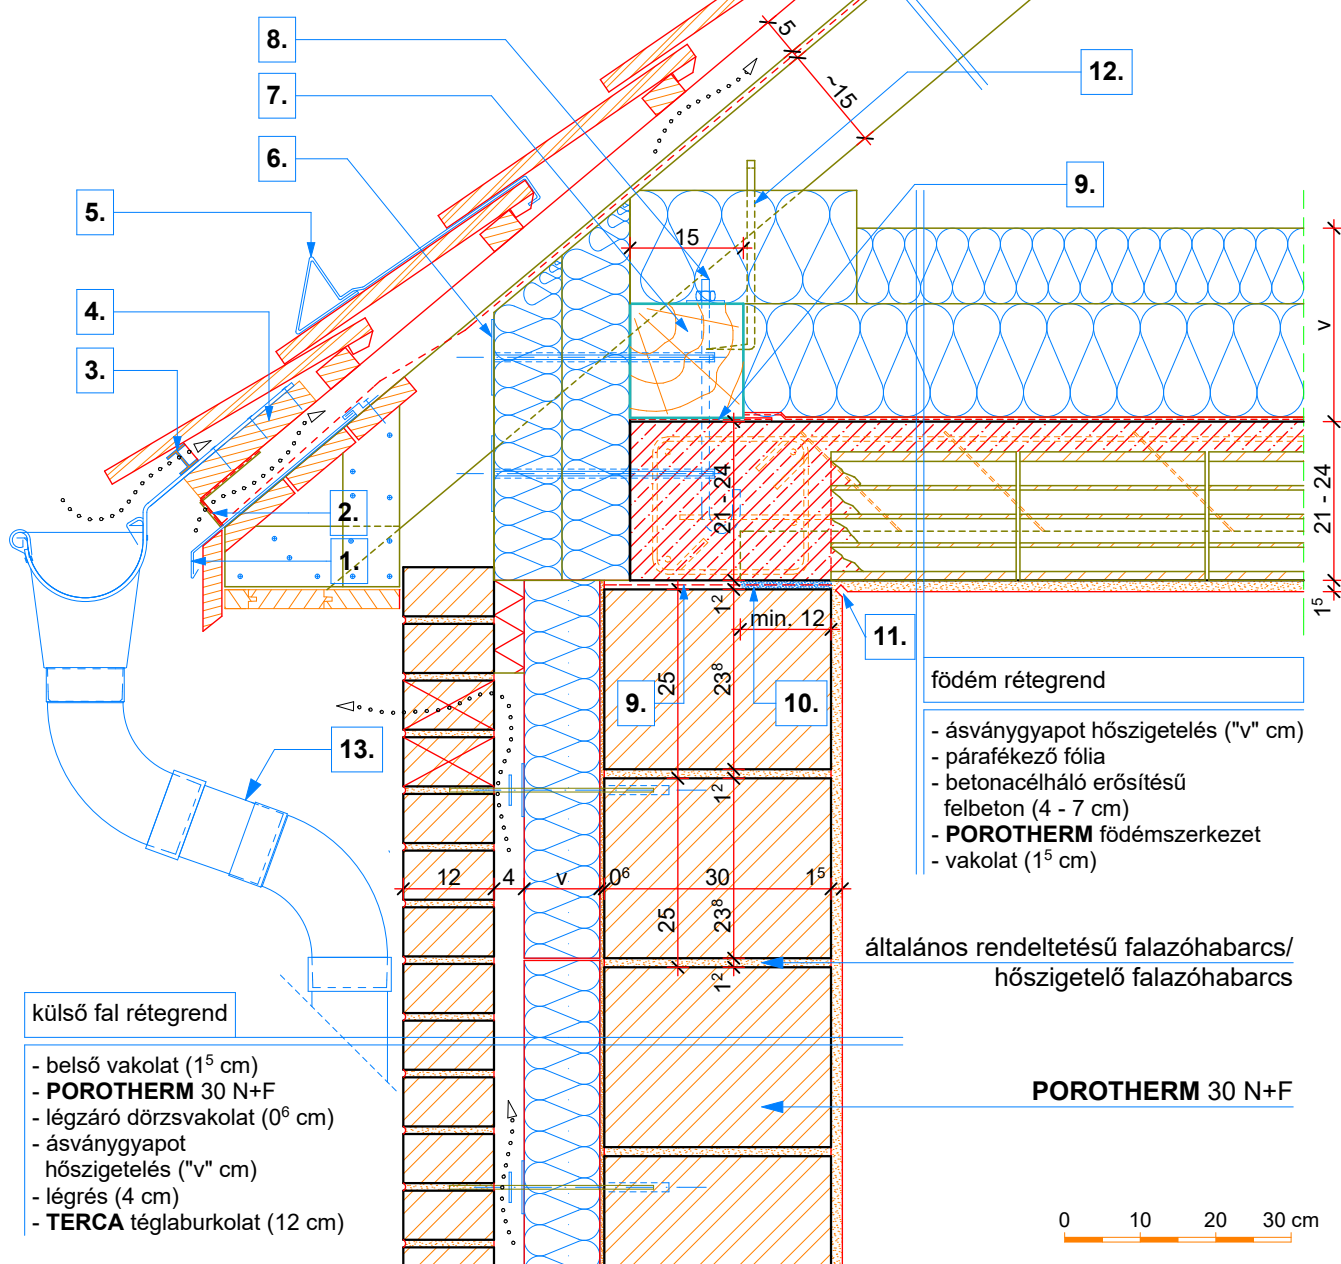 8.
7.
6.
5.
4.
3.
2.
1.
12.
9.
11.
9.
10.
13.
5
~15
15
v
21 - 24
21 - 24
1⁵
1²
min. 12
25
23⁸
1²
12
4
v
0⁶
30
1⁵
25
23⁸
1²
födém rétegrend
- ásványgyapot hőszigetelés ("v" cm)
- párafékező fólia
- betonacélháló erősítésű
felbeton (4 - 7 cm)
- POROTHERM födémszerkezet
- vakolat (1⁵ cm)
általános rendeltetésű falazóhabarcs/
hőszigetelő falazóhabarcs
POROTHERM 30 N+F
külső fal rétegrend
- belső vakolat (1⁵ cm)
- POROTHERM 30 N+F
- légzáró dörzsvakolat (0⁶ cm)
- ásványgyapot
hőszigetelés ("v" cm)
- légrés (4 cm)
- TERCA téglaburkolat (12 cm)
0 10 20 30 cm